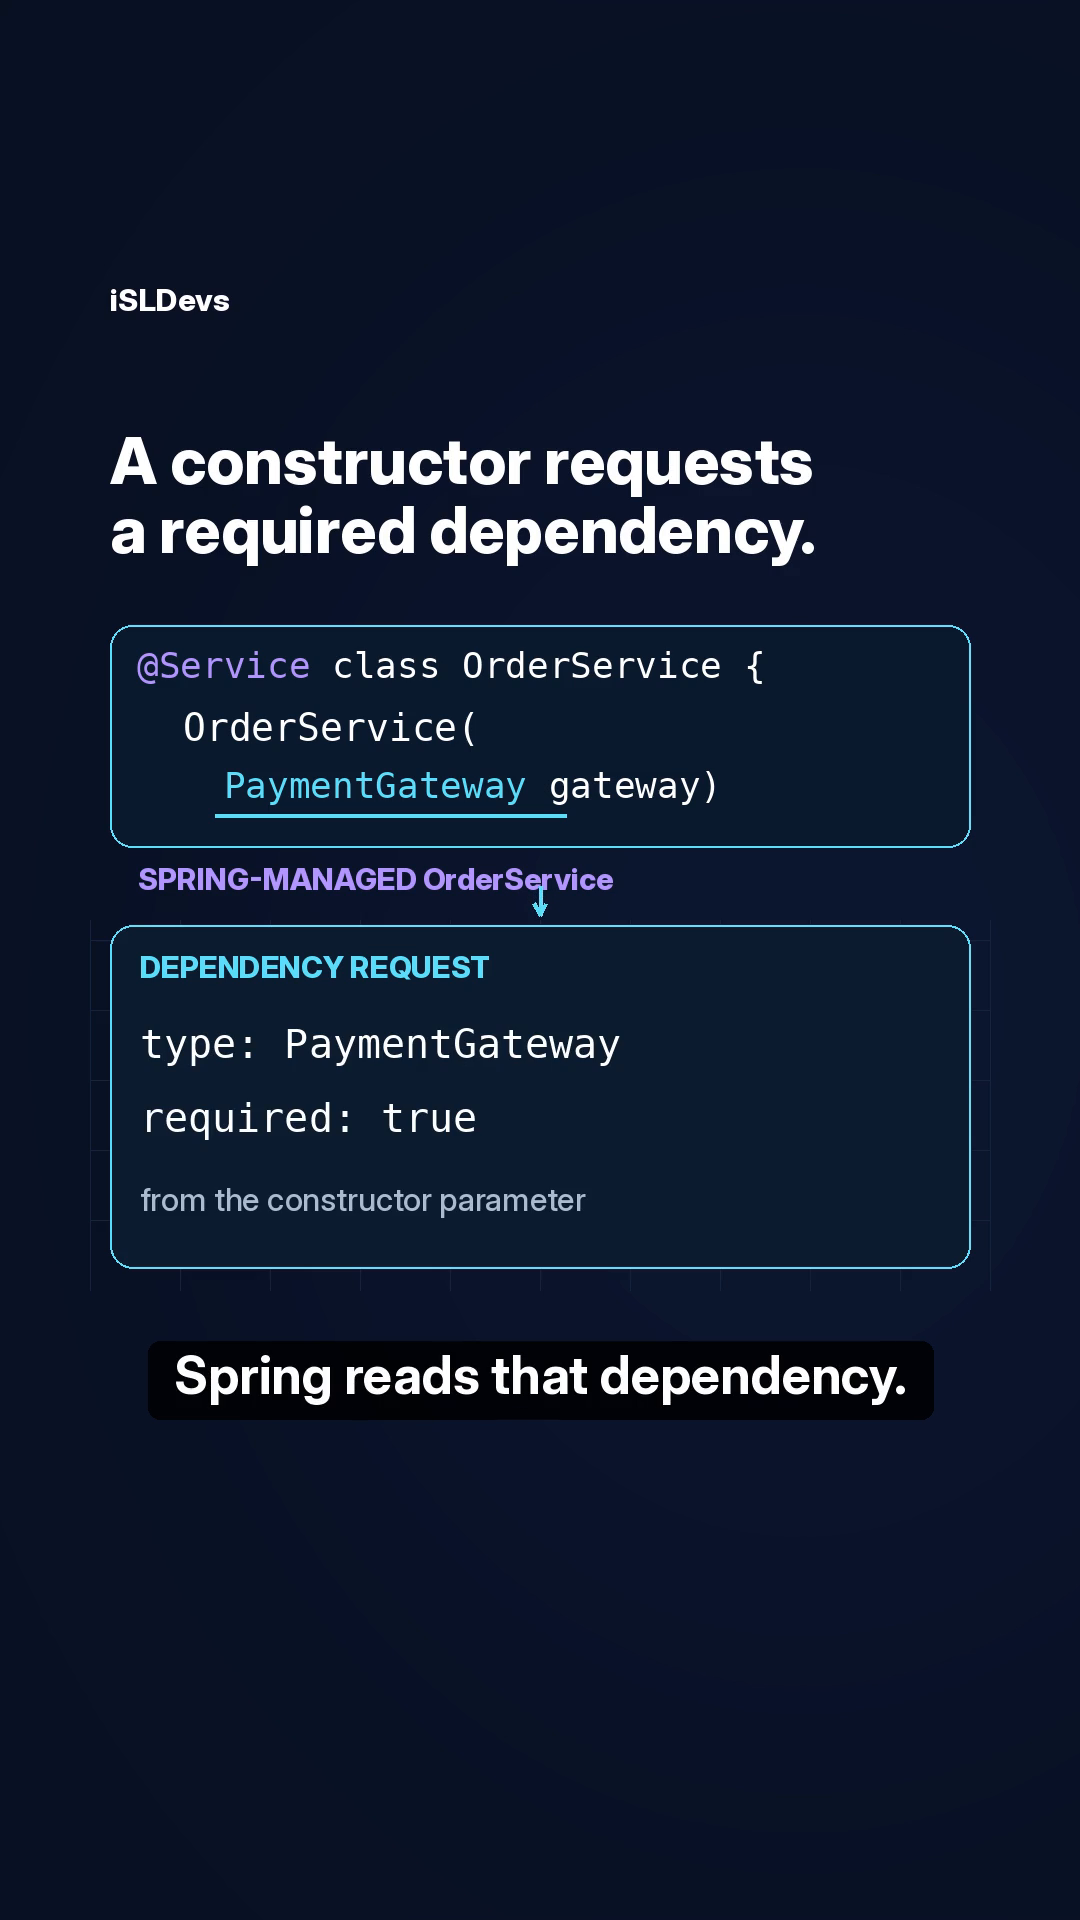 iSLDevs
A constructor requests
a required dependency.
@Service class OrderService {
OrderService(
PaymentGateway gateway)
SPRING-MANAGED OrderService
DEPENDENCY REQUEST
type: PaymentGateway
required: true
from the constructor parameter
Spring reads that dependency.